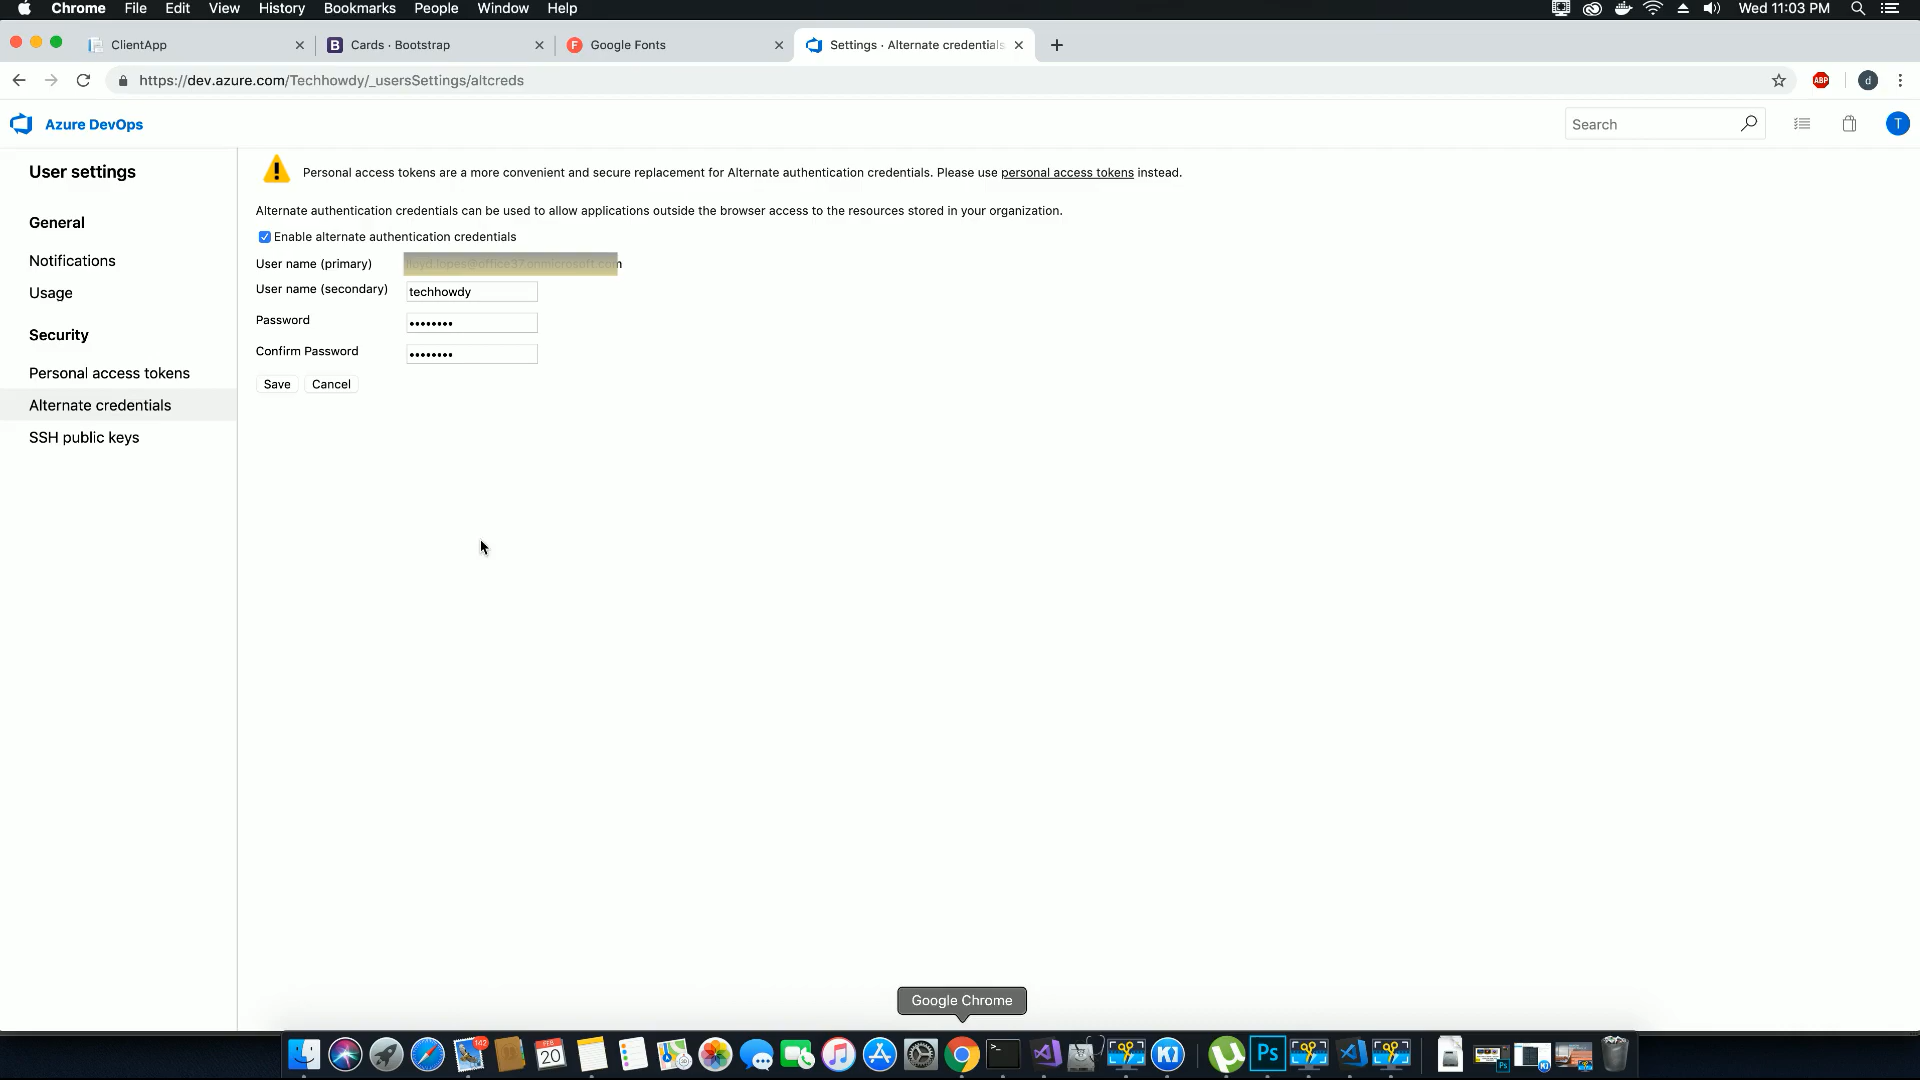 Chrome File Edit View History Bookmarks People Window Help Wed 11:03 PM
ClientApp Cards · Bootstrap Google Fonts Settings · Alternate credentials
https://dev.azure.com/Techhowdy/_usersSettings/altcreds ABP d
Azure DevOps Search T
User settings
Personal access tokens are a more convenient and secure replacement for Alternate authentication credentials. Please use personal access tokens instead.
Alternate authentication credentials can be used to allow applications outside the browser access to the resources stored in your organization.
General
Enable alternate authentication credentials
Notifications
User name (primary)
Usage
User name (secondary) techhowdy
Password ••••••••
Security
Confirm Password ••••••••
Personal access tokens
Save Cancel
Alternate credentials
SSH public keys
Google Chrome
142
FEB
20
Ps